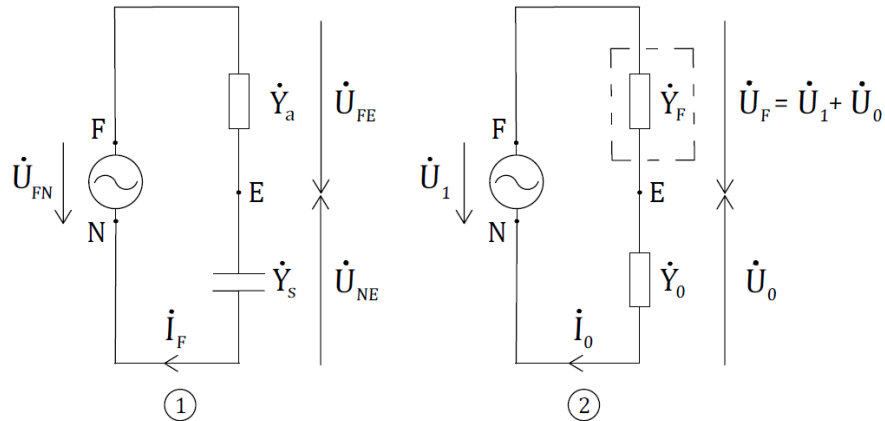 F
U̇FN
N
Ẏa
U̇FE
E
Ẏs
U̇NE
İF
1
F
U̇1
N
ẎF
U̇F = U̇1 + U̇0
E
Ẏ0
U̇0
İ0
2